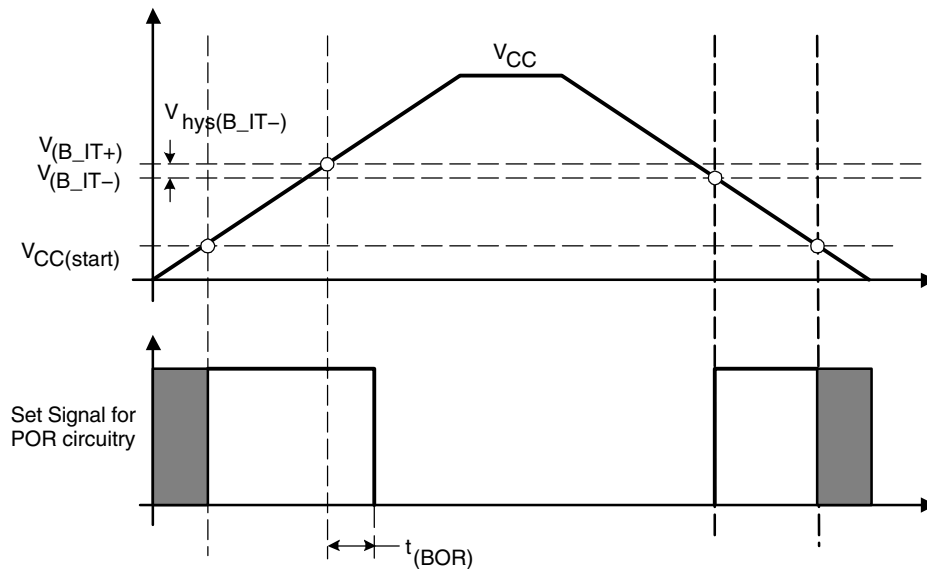 VCC
Vhys(B_IT−)
V(B_IT+)
V(B_IT−)
VCC(start)
Set Signal for
POR circuitry
t(BOR)